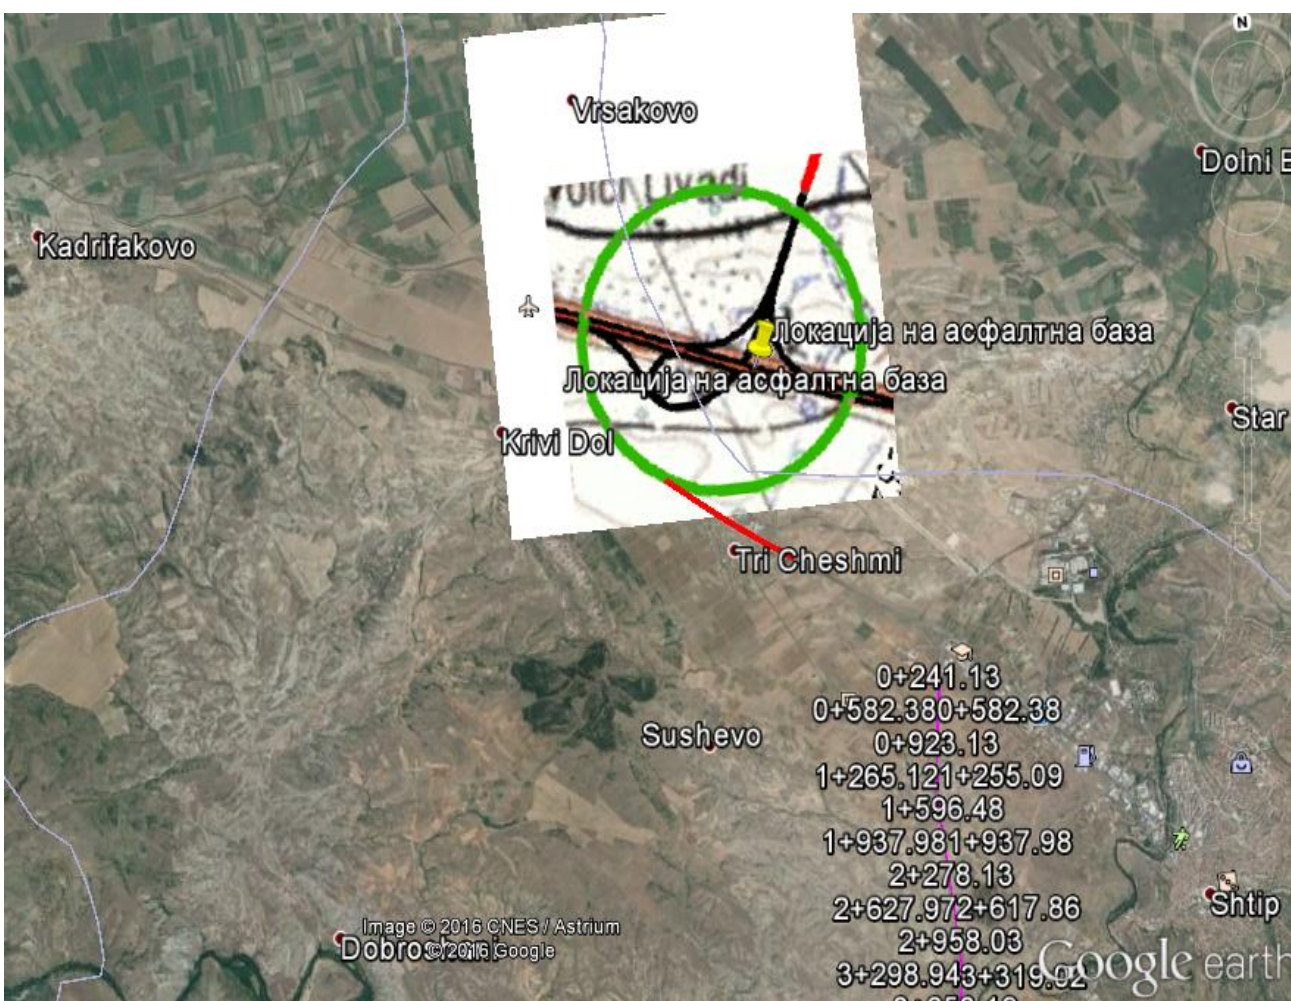 N
Vrsakovo
Dolni
Volci Livadi
Kadrifakovo
Локација на асфалтна база
Локација на асфалтна база
Star
Krivi Dol
Tri Cheshmi
0+241.13
0+582.380+582.38
Sushevo
0+923.13
1+265.121+255.09
1+596.48
1+937.981+937.98
2+278.13
Shtip
2+627.972+617.86
Image © 2016 CNES / Astrium
2+958.03
Dobroshani
© 2016 Google
Google earth
3+298.943+319.02